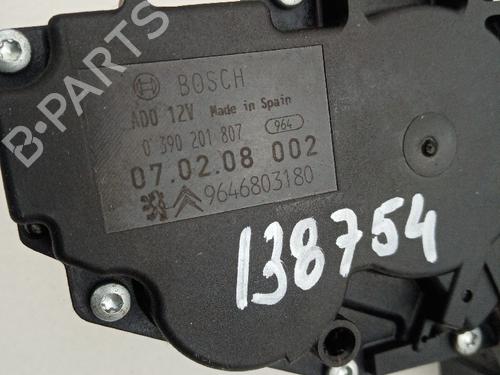 BOSCH
ADO 12V Made in Spain
0 390 201 807 964
07.02.08 002
9646803180
138754
B-PARTS